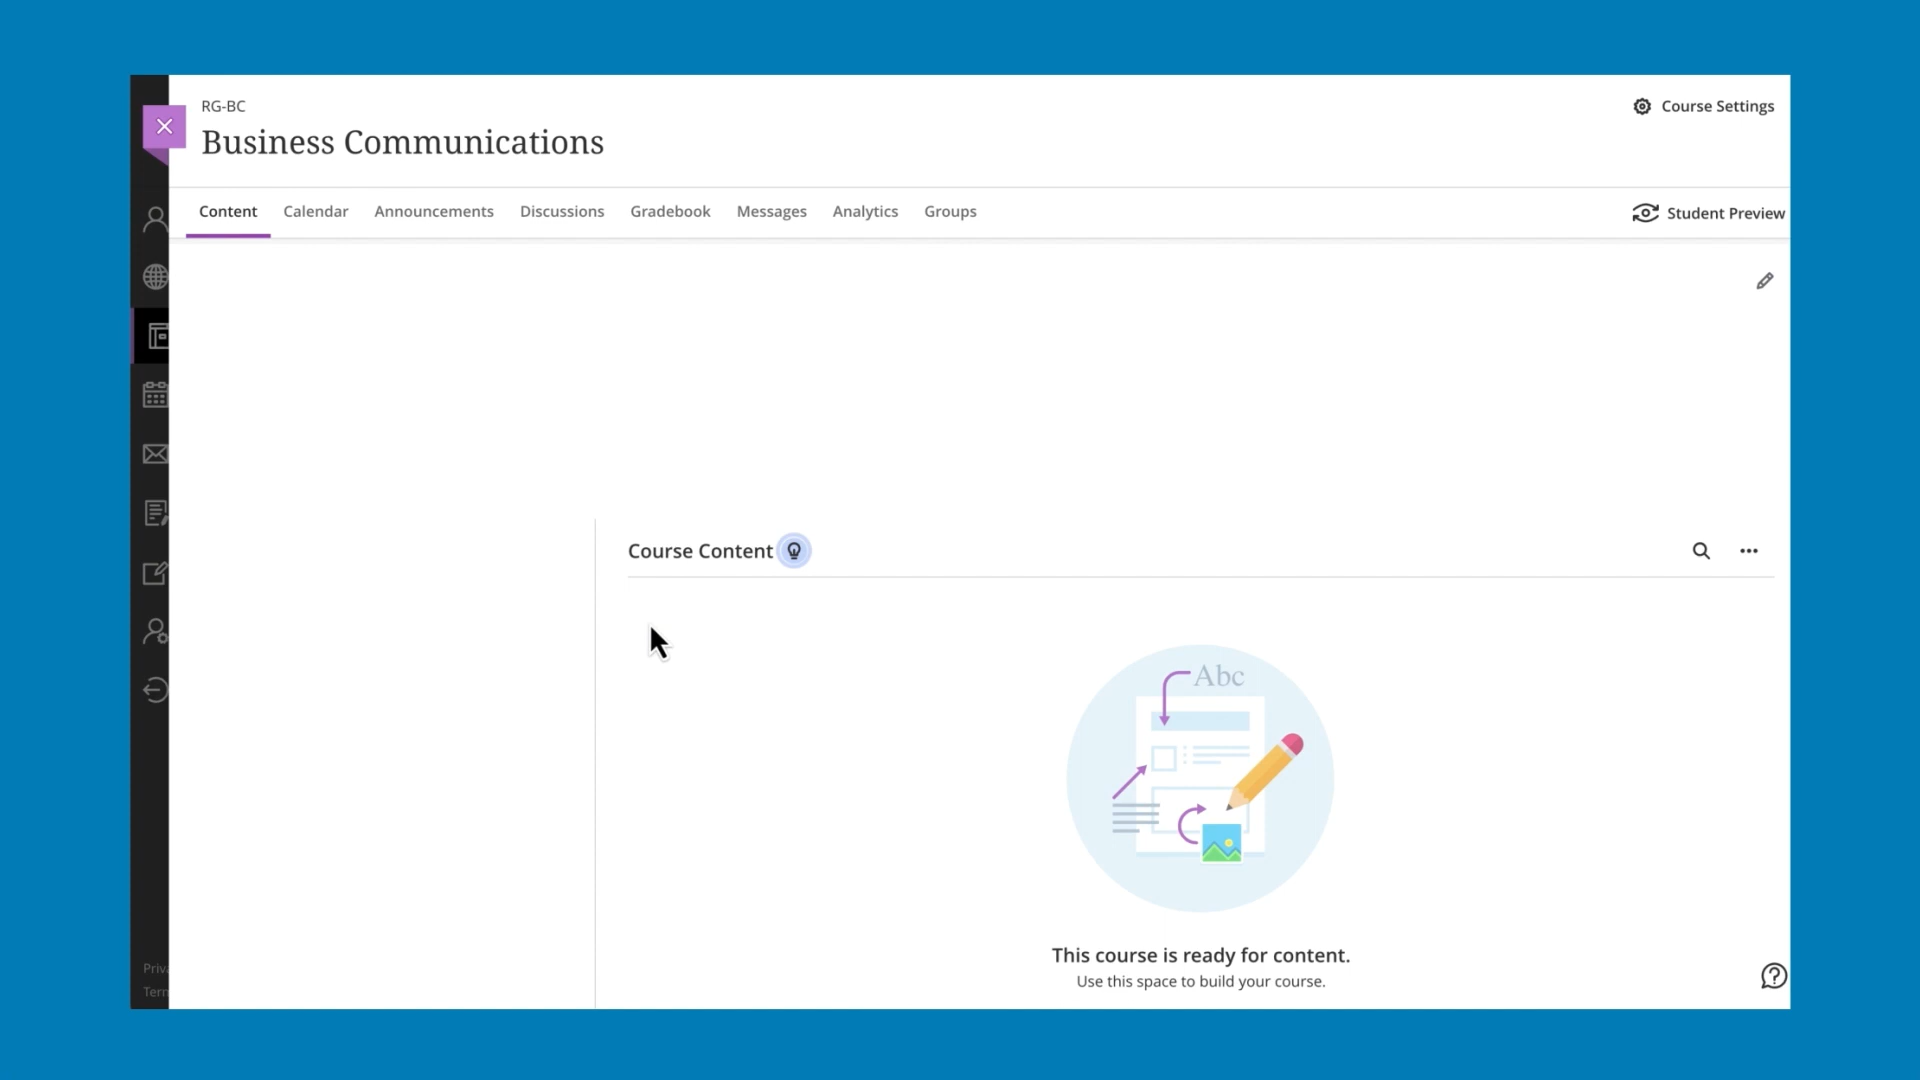 RG-BC
Course Settings
Business Communications
Content Calendar Announcements Discussions Gradebook Messages Analytics Groups
Student Preview
Course Content
Abc
This course is ready for content.
Use this space to build your course.
Priv